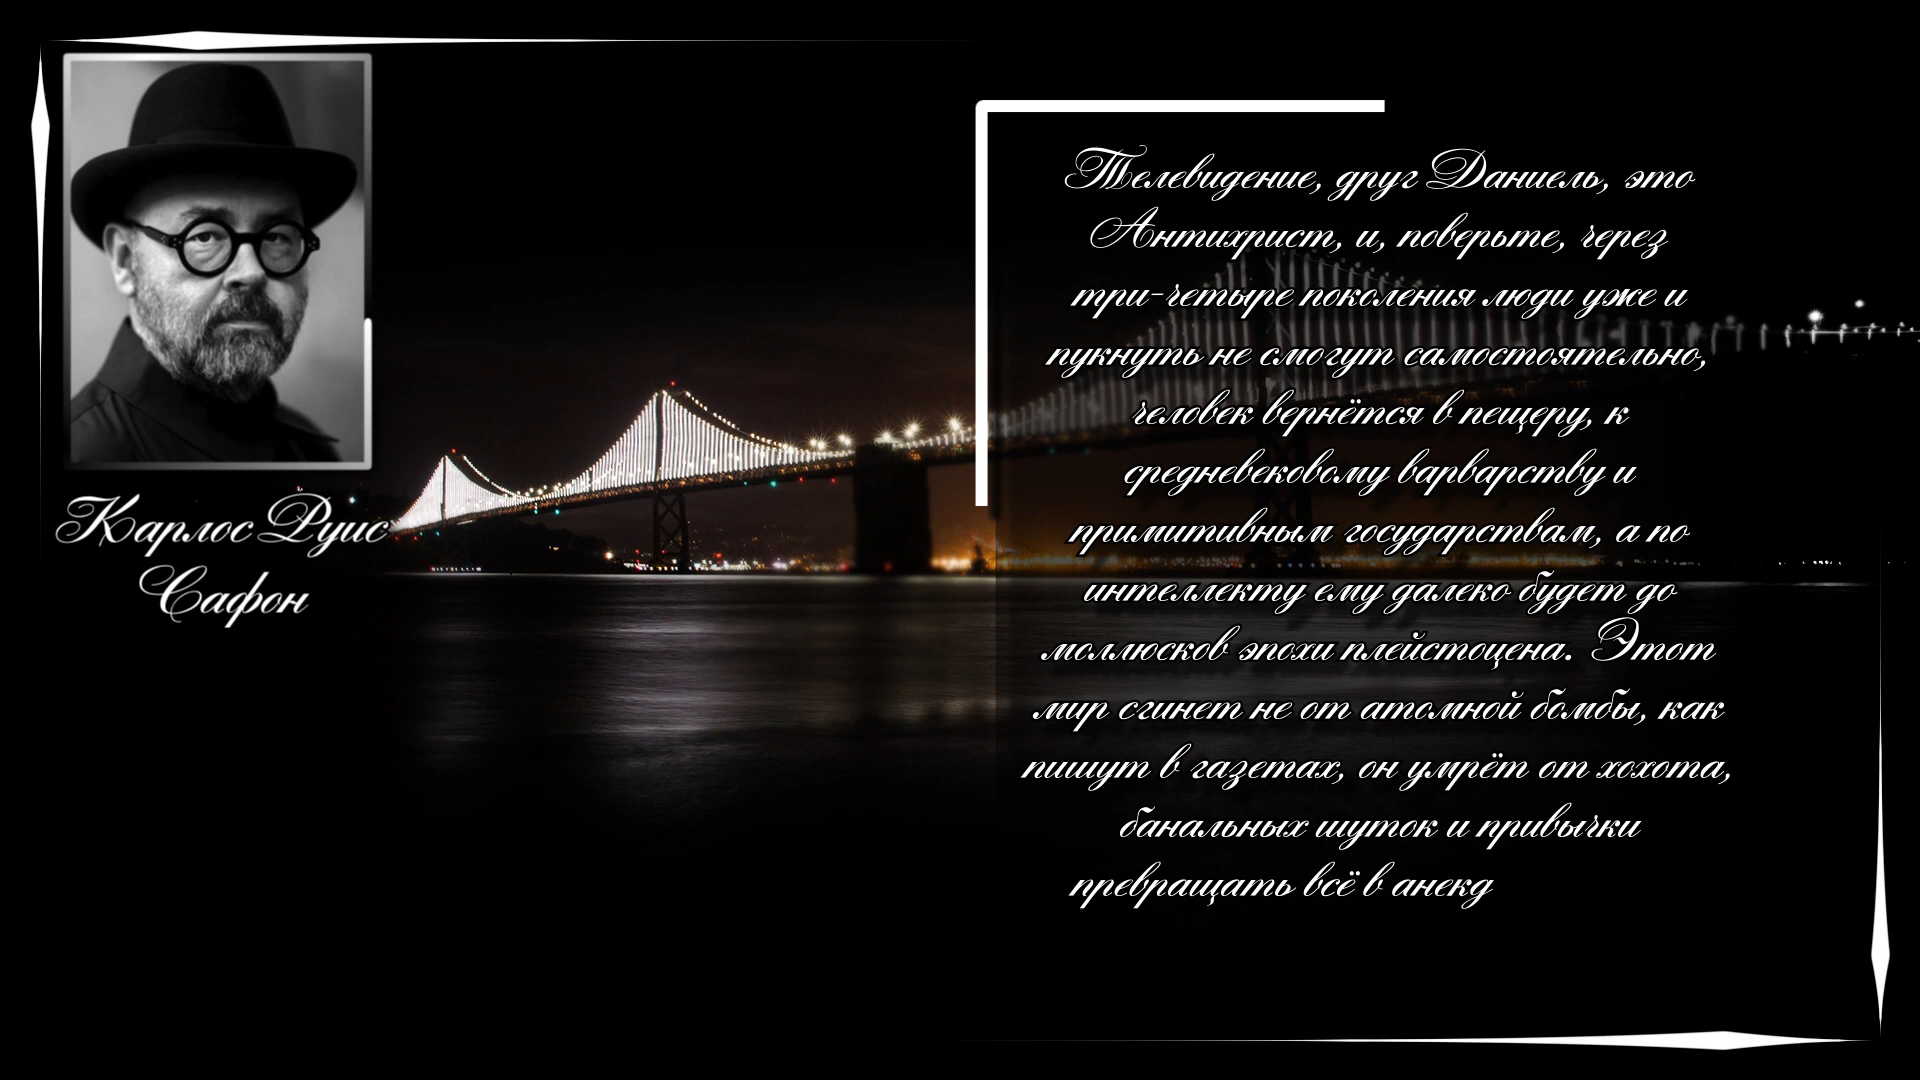 Карлос Руис
Сафон
Телевидение, друг Даниель, это
Антихрист, и, поверьте, через
три-четыре поколения люди уже и
пукнуть не смогут самостоятельно,
человек вернётся в пещеру, к
средневековому варварству и
примитивным государствам, а по
интеллекту ему далеко будет до
моллюсков эпохи плейстоцена. Этот
мир сгинет не от атомной бомбы, как
пишут в газетах, он умрёт от хохота,
банальных шуток и привычки
превращать всё в анекд